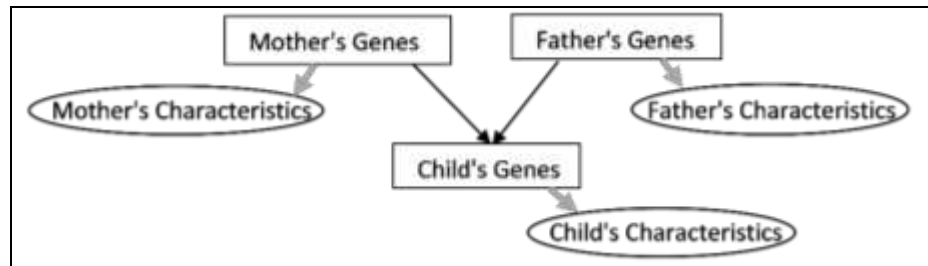 Mother's Genes
Father's Genes
Mother's Characteristics
Father's Characteristics
Child's Genes
Child's Characteristics